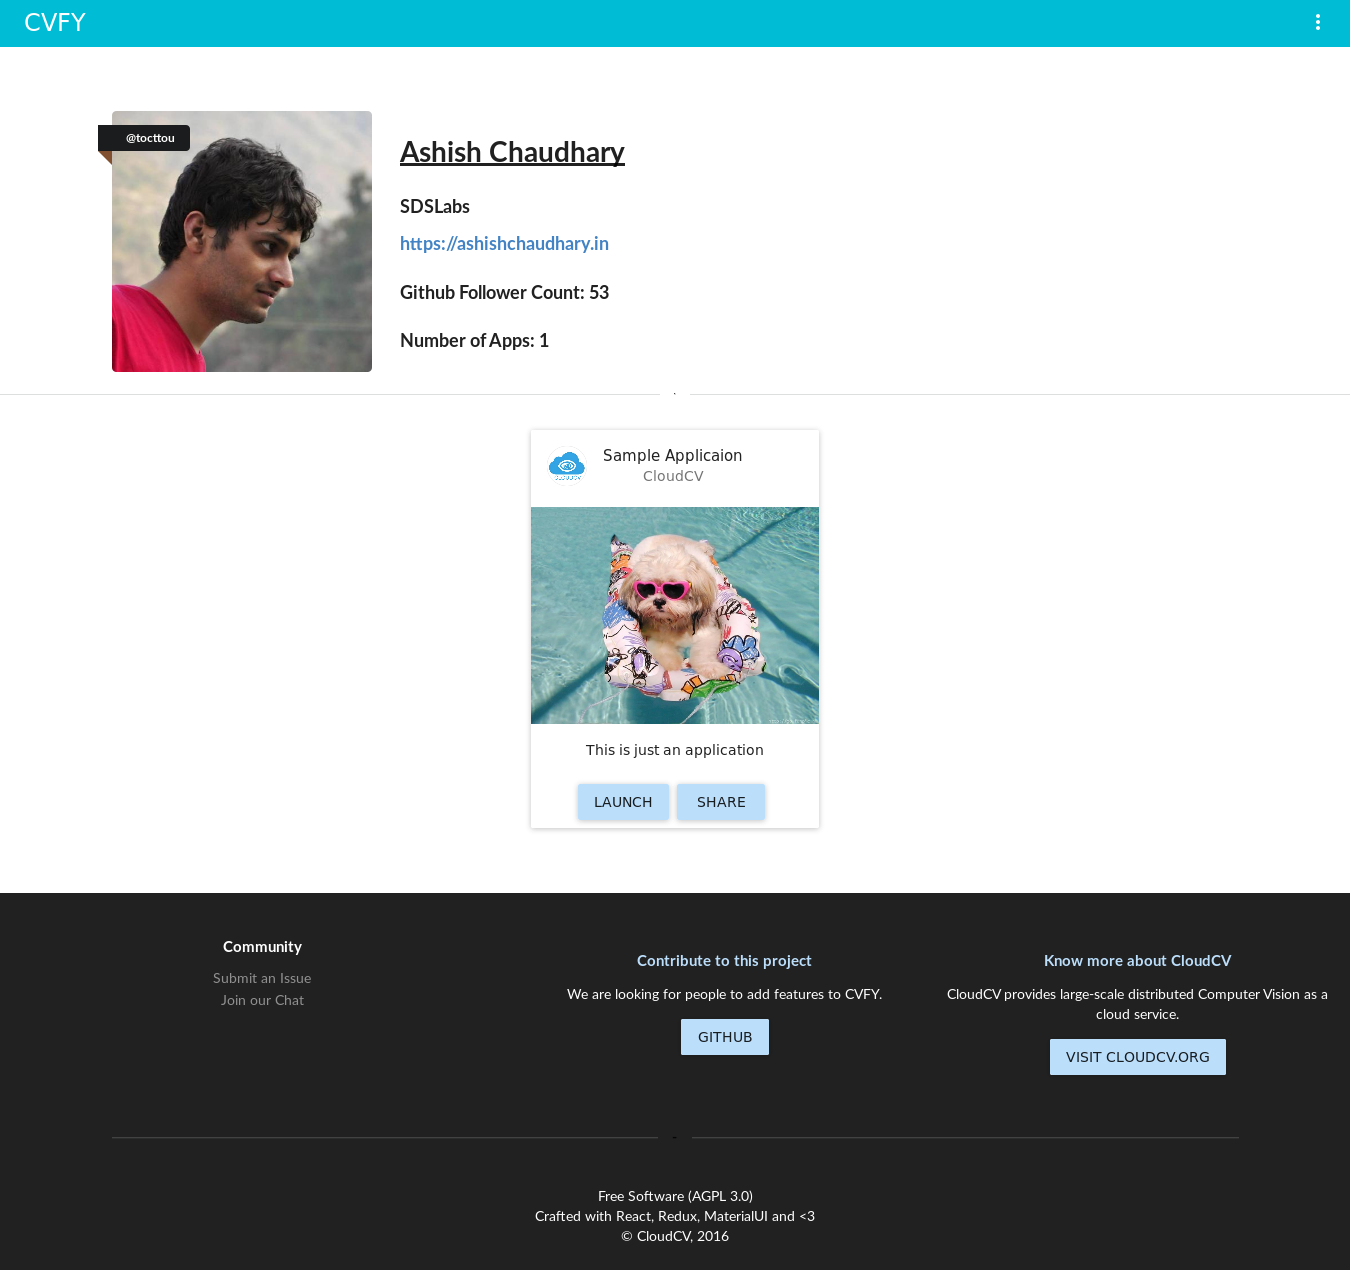 CVFY
@tocttou
Ashish Chaudhary
SDSLabs
https://ashishchaudhary.in
Github Follower Count: 53
Number of Apps: 1
Sample Applicaion
CloudCV
CLOUDCV
This is just an application
LAUNCH
SHARE
Community
Submit an Issue
Join our Chat
Contribute to this project
We are looking for people to add features to CVFY.
GITHUB
Know more about CloudCV
CloudCV provides large-scale distributed Computer Vision as a
cloud service.
VISIT CLOUDCV.ORG
Free Software (AGPL 3.0)
Crafted with React, Redux, MaterialUI and <3
© CloudCV, 2016